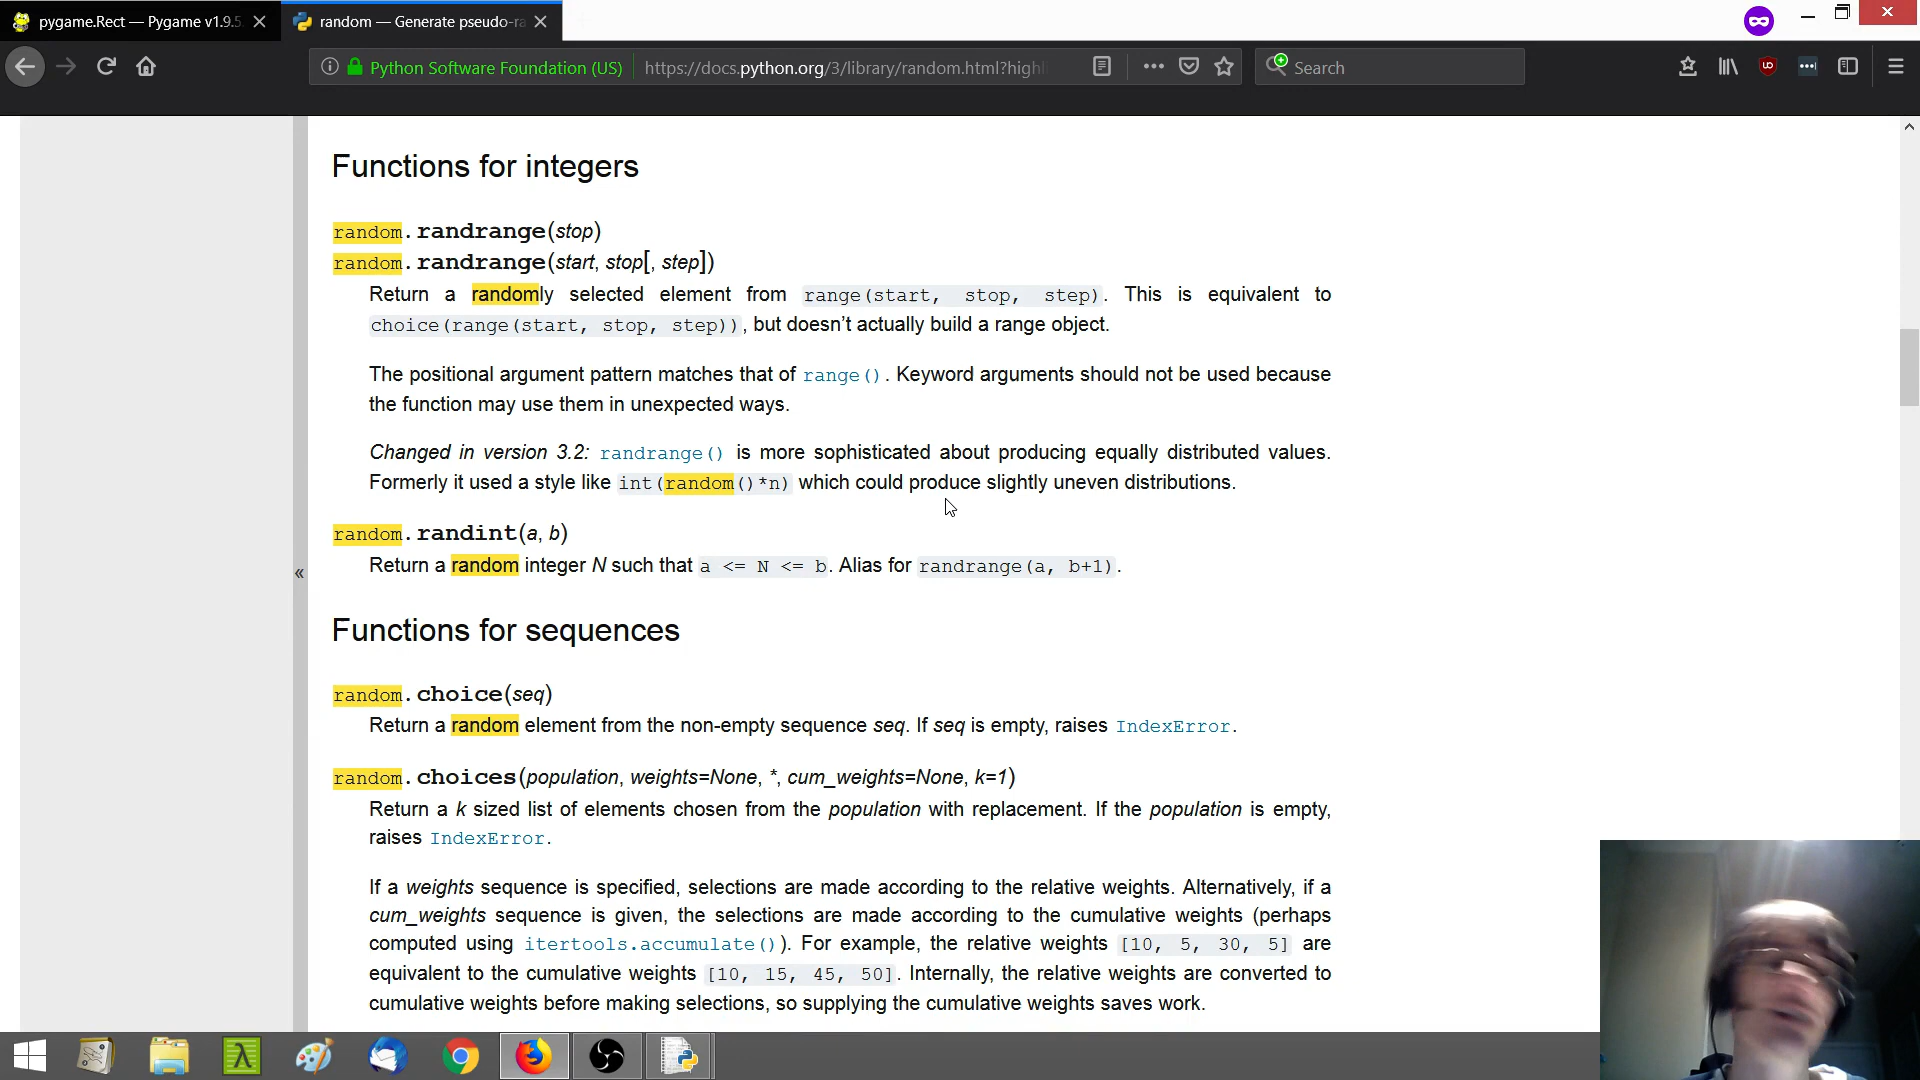 pygame.Rect — Pygame v1.9.5
random — Generate pseudo-ra
Python Software Foundation (US)
https://docs.python.org/3/library/random.html?highl
Search
Functions for integers
random.randrange(stop)
random.randrange(start, stop[, step])
Return a randomly selected element from range(start, stop, step). This is equivalent to
choice(range(start, stop, step)), but doesn’t actually build a range object.
The positional argument pattern matches that of range(). Keyword arguments should not be used because
the function may use them in unexpected ways.
Changed in version 3.2: randrange() is more sophisticated about producing equally distributed values.
Formerly it used a style like int(random()*n) which could produce slightly uneven distributions.
random.randint(a, b)
Return a random integer N such that a <= N <= b. Alias for randrange(a, b+1).
«
Functions for sequences
random.choice(seq)
Return a random element from the non-empty sequence seq. If seq is empty, raises IndexError.
random.choices(population, weights=None, *, cum_weights=None, k=1)
Return a k sized list of elements chosen from the population with replacement. If the population is empty,
raises IndexError.
If a weights sequence is specified, selections are made according to the relative weights. Alternatively, if a
cum_weights sequence is given, the selections are made according to the cumulative weights (perhaps
computed using itertools.accumulate()). For example, the relative weights [10, 5, 30, 5] are
equivalent to the cumulative weights [10, 15, 45, 50]. Internally, the relative weights are converted to
cumulative weights before making selections, so supplying the cumulative weights saves work.